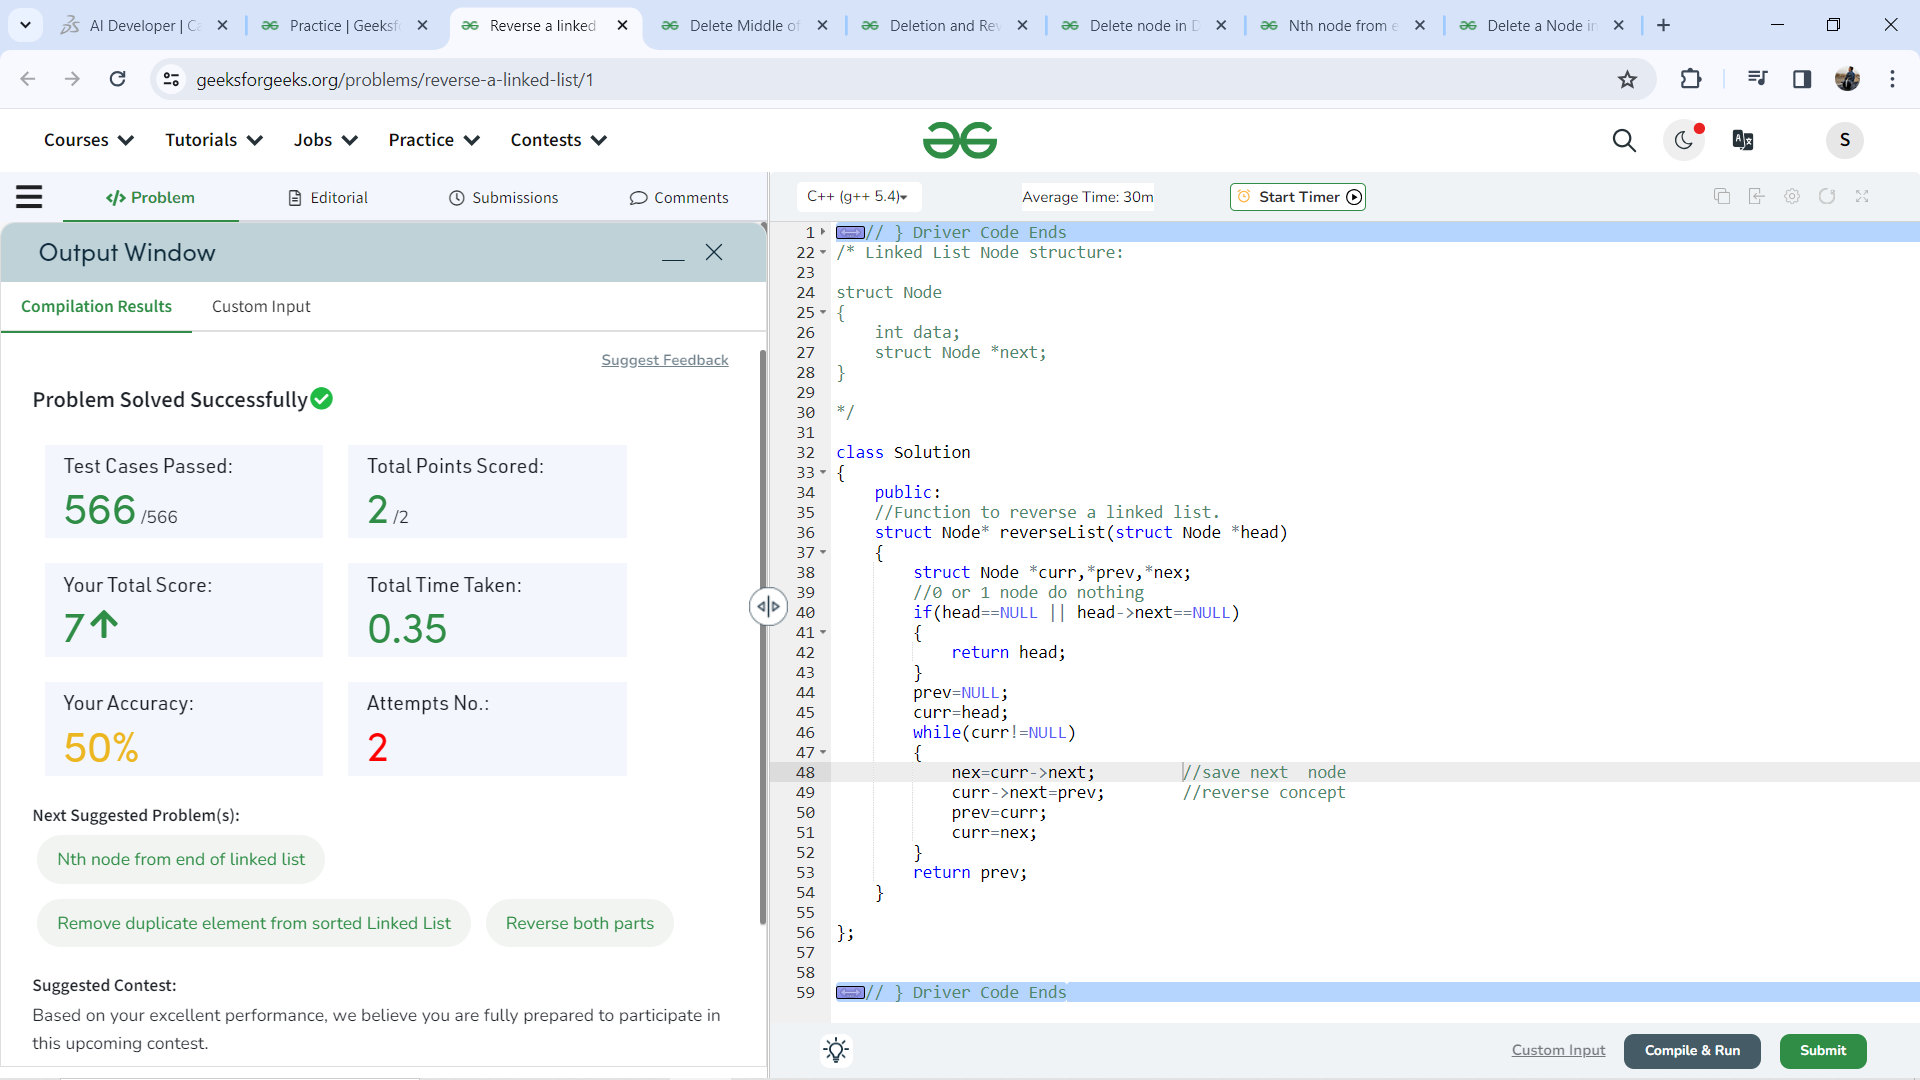 AI Developer | Ca
Practice | Geeksfo
Reverse a linked
Delete Middle of
Deletion and Rev
Delete node in D
Nth node from e
Delete a Node in
geeksforgeeks.org/problems/reverse-a-linked-list/1
Courses
Tutorials
Jobs
Practice
Contests
S
</> Problem
Editorial
Submissions
Comments
C++ (g++ 5.4)
Average Time: 30m
Start Timer
Output Window
Compilation Results
Custom Input
Suggest Feedback
Problem Solved Successfully
Test Cases Passed:
566 /566
Total Points Scored:
2 /2
Your Total Score:
7
Total Time Taken:
0.35
Your Accuracy:
50%
Attempts No.:
2
Next Suggested Problem(s):
Nth node from end of linked list
Remove duplicate element from sorted Linked List
Reverse both parts
Suggested Contest:
Based on your excellent performance, we believe you are fully prepared to participate in
this upcoming contest.
1 // } Driver Code Ends
22 /* Linked List Node structure:
23
24 struct Node
25 {
26     int data;
27     struct Node *next;
28 }
29
30 */
31
32 class Solution
33 {
34     public:
35     //Function to reverse a linked list.
36     struct Node* reverseList(struct Node *head)
37     {
38         struct Node *curr,*prev,*nex;
39         //0 or 1 node do nothing
40         if(head==NULL || head->next==NULL)
41         {
42             return head;
43         }
44         prev=NULL;
45         curr=head;
46         while(curr!=NULL)
47         {
48             nex=curr->next;         //save next  node
49             curr->next=prev;        //reverse concept
50             prev=curr;
51             curr=nex;
52         }
53         return prev;
54     }
55
56 };
57
58
59 // } Driver Code Ends
Custom Input
Compile & Run
Submit